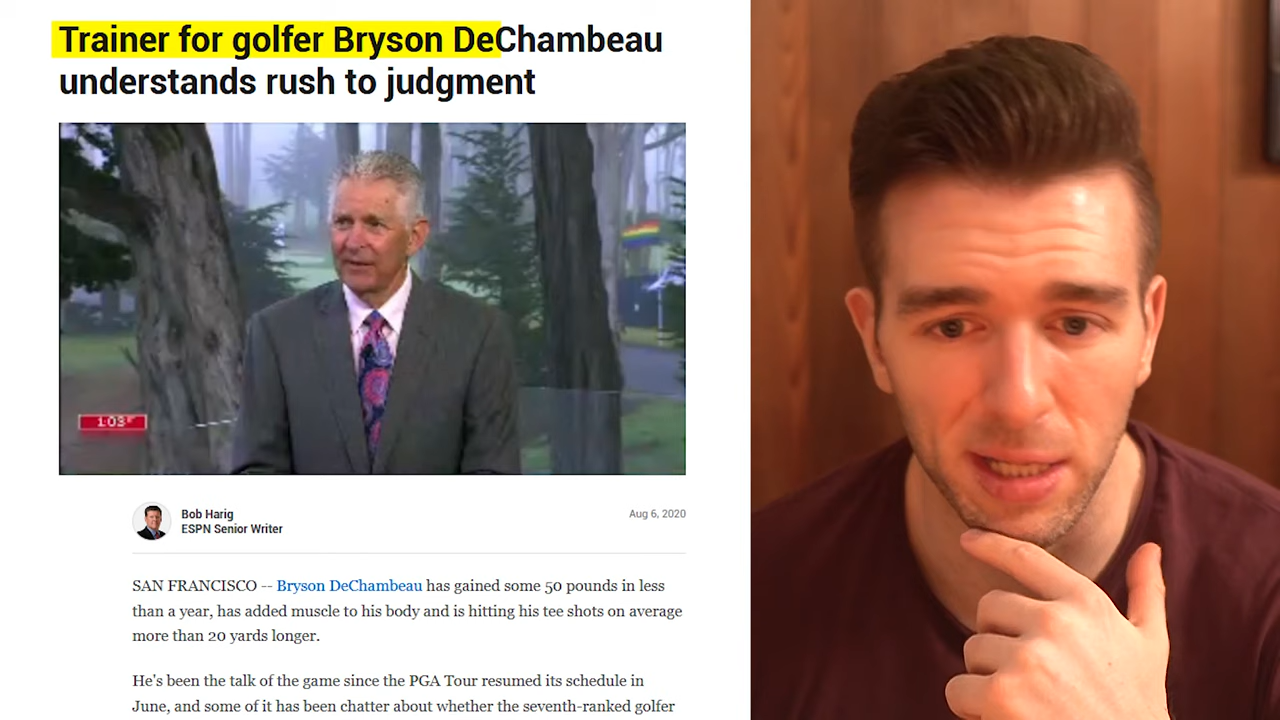 Trainer for golfer Bryson DeChambeau
understands rush to judgment
1:03
Bob Harig
ESPN Senior Writer
Aug 6, 2020
SAN FRANCISCO -- Bryson DeChambeau has gained some 50 pounds in less
than a year, has added muscle to his body and is hitting his tee shots on average
more than 20 yards longer.
He's been the talk of the game since the PGA Tour resumed its schedule in
June, and some of it has been chatter about whether the seventh-ranked golfer